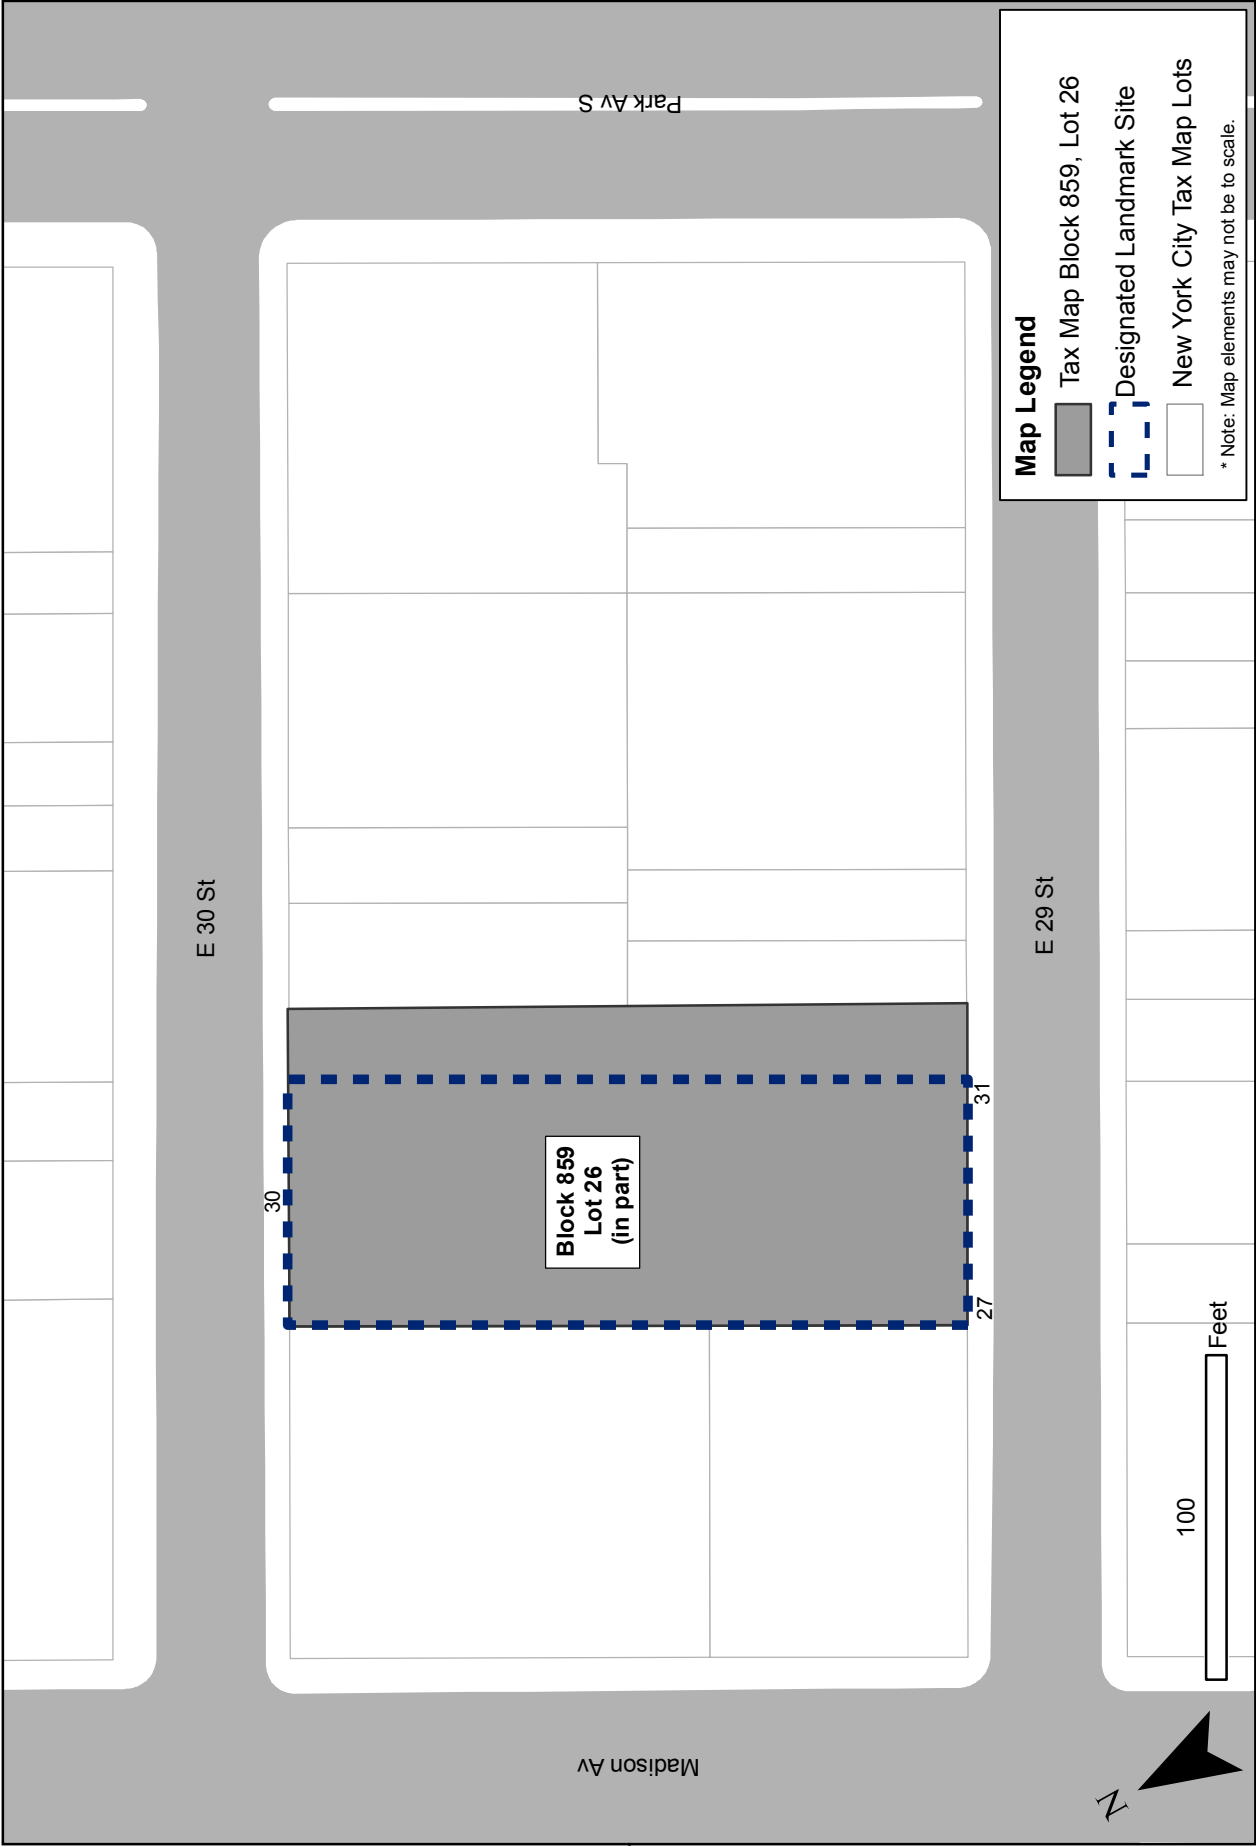 E 30 St
Park Av S
Madison Av
E 29 St
30
Block 859
Lot 26
(in part)
27
31
100
Feet
N
Map Legend
Tax Map Block 859, Lot 26
Designated Landmark Site
New York City Tax Map Lots
* Note: Map elements may not be to scale.